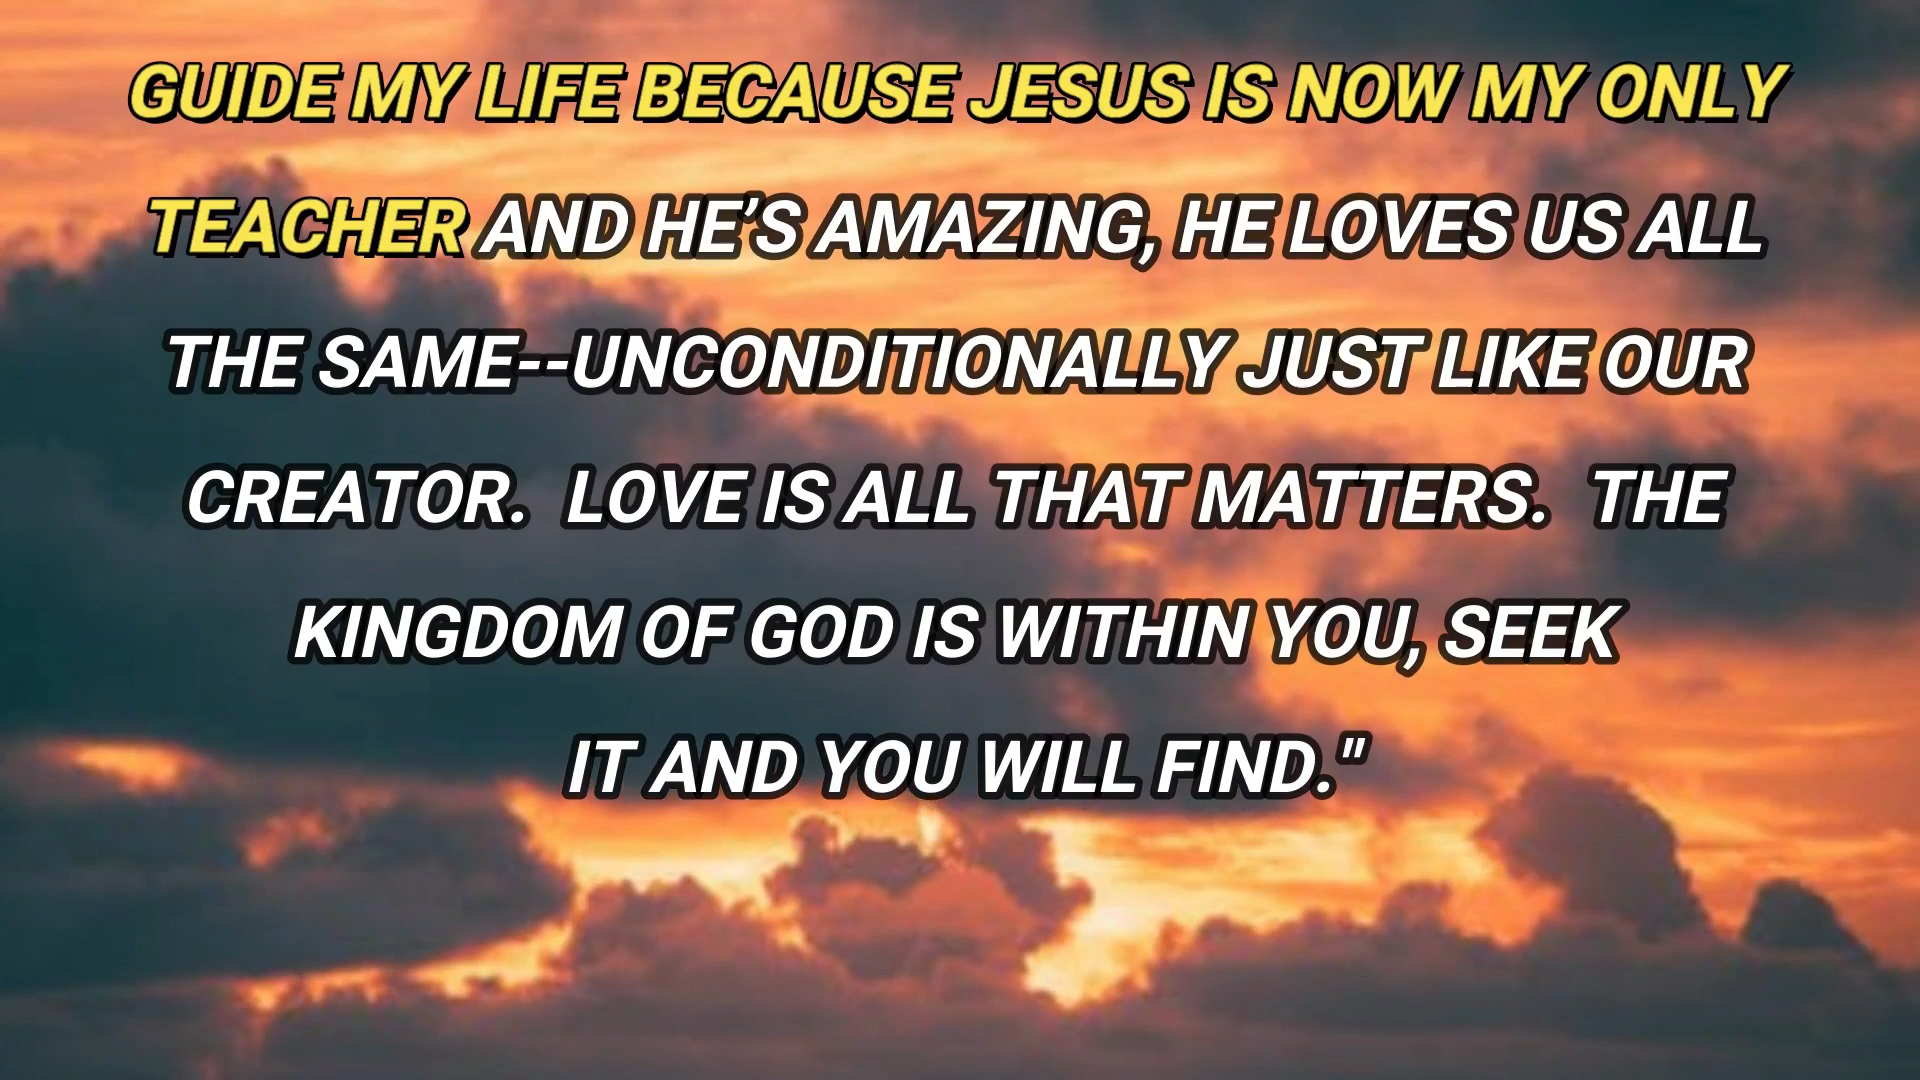 GUIDE MY LIFE BECAUSE JESUS IS NOW MY ONLY
TEACHER AND HE’S AMAZING, HE LOVES US ALL
THE SAME--UNCONDITIONALLY JUST LIKE OUR
CREATOR.  LOVE IS ALL THAT MATTERS.  THE
KINGDOM OF GOD IS WITHIN YOU, SEEK
IT AND YOU WILL FIND."